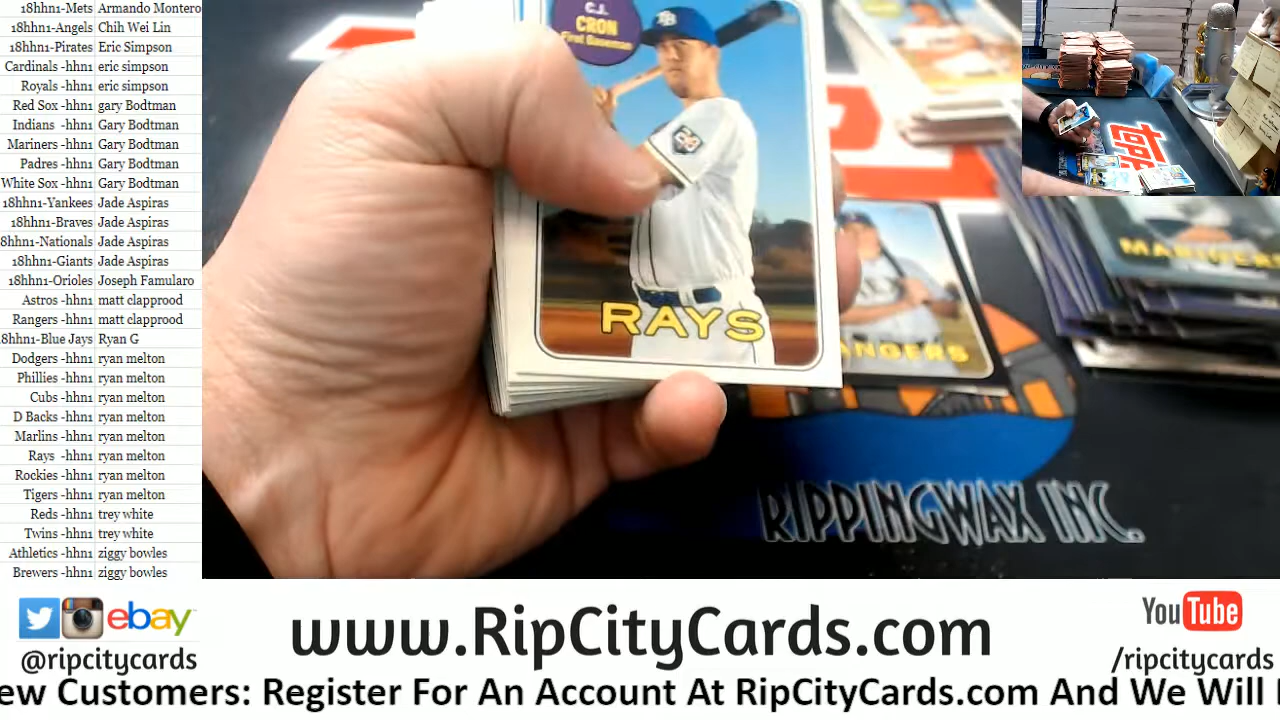 18hhn1-Mets Armando Montero
18hhn1-Angels Chih Wei Lin
18hhn1-Pirates Eric Simpson
Cardinals -hhn1 eric simpson
Royals -hhn1 eric simpson
Red Sox -hhn1 gary Bodtman
Indians -hhn1 Gary Bodtman
Mariners -hhn1 Gary Bodtman
Padres -hhn1 Gary Bodtman
White Sox -hhn1 Gary Bodtman
18hhn1-Yankees Jade Aspiras
18hhn1-Braves Jade Aspiras
8hhn1-Nationals Jade Aspiras
18hhn1-Giants Jade Aspiras
18hhn1-Orioles Joseph Famularo
Astros -hhn1 matt clapprood
Rangers -hhn1 matt clapprood
8hhn1-Blue Jays Ryan G
Dodgers -hhn1 ryan melton
Phillies -hhn1 ryan melton
Cubs -hhn1 ryan melton
D Backs -hhn1 ryan melton
Marlins -hhn1 ryan melton
Rays -hhn1 ryan melton
Rockies -hhn1 ryan melton
Tigers -hhn1 ryan melton
Reds -hhn1 trey white
Twins -hhn1 trey white
Athletics -hhn1 ziggy bowles
Brewers -hhn1 ziggy bowles
C.J.
CRON
First Baseman
RAYS
ANGERS
MARINERS
RIPPINGWAX INC.
topps
ebay
@ripcitycards
www.RipCityCards.com
YouTube
/ripcitycards
ew Customers: Register For An Account At RipCityCards.com And We Will